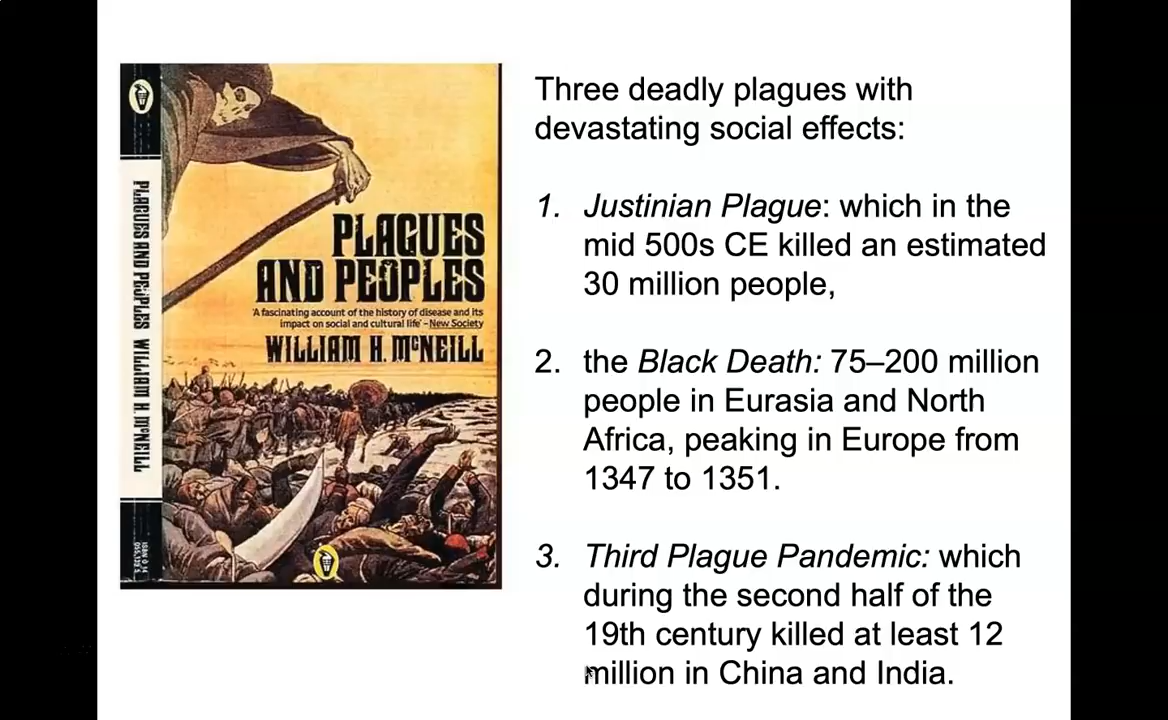 PLAGUES AND PEOPLES WILLIAM H. McNEILL
PLAGUES
AND PEOPLES
'A fascinating account of the history of disease and its
impact on social and cultural life' – New Society
WILLIAM H. McNEILL
Three deadly plagues with
devastating social effects:
1. Justinian Plague: which in the
mid 500s CE killed an estimated
30 million people,
2. the Black Death: 75–200 million
people in Eurasia and North
Africa, peaking in Europe from
1347 to 1351.
3. Third Plague Pandemic: which
during the second half of the
19th century killed at least 12
million in China and India.